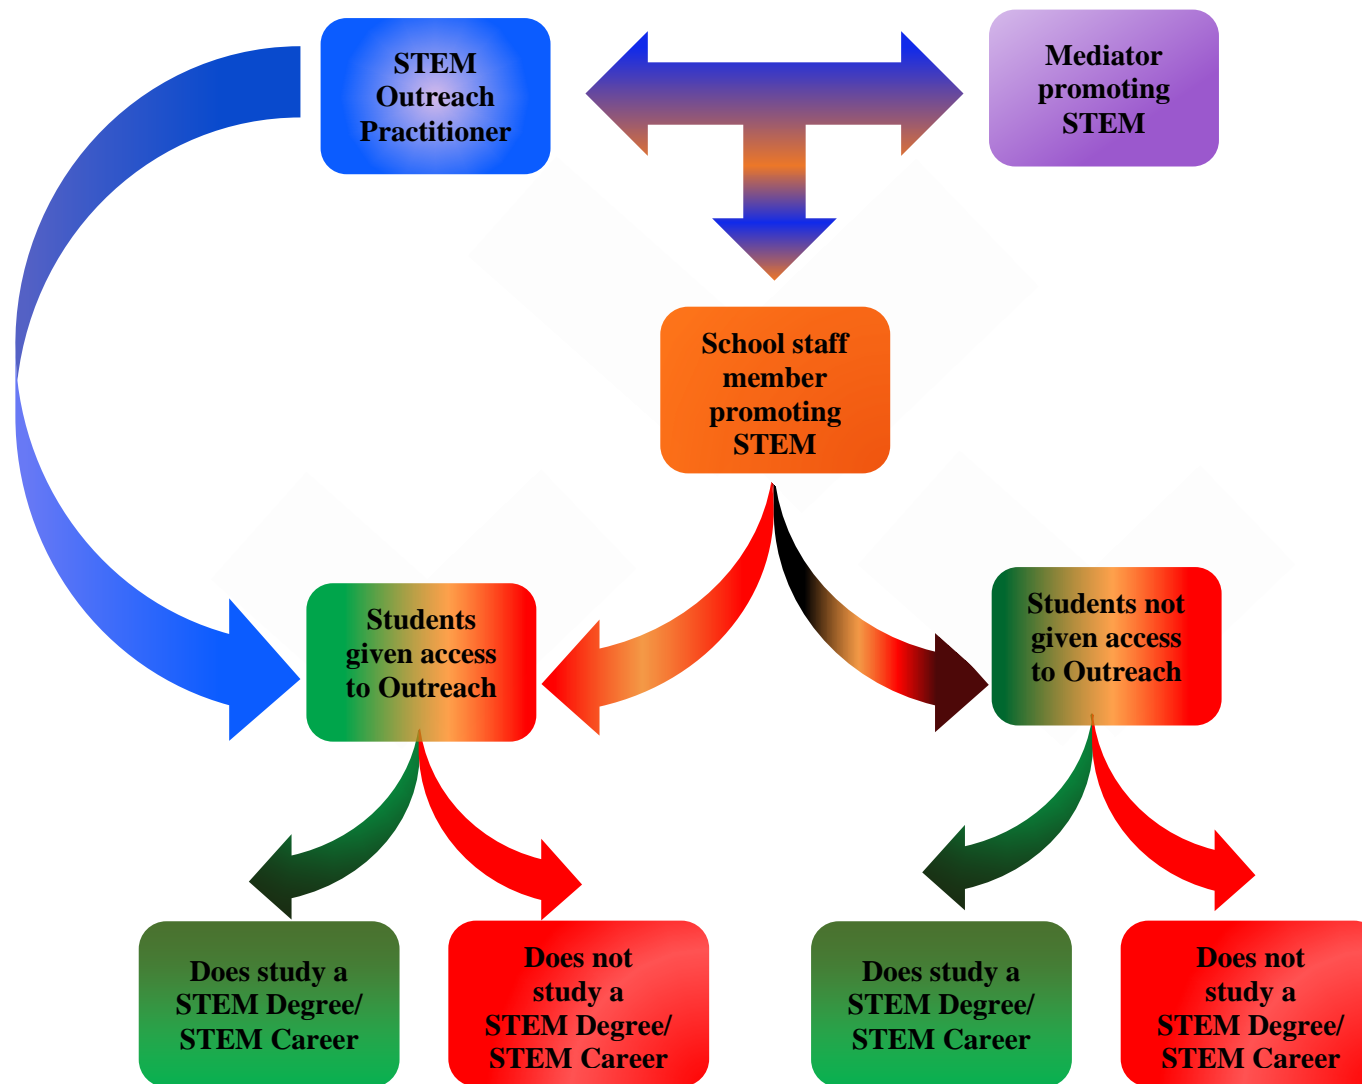 STEM
Outreach
Practitioner
Mediator
promoting
STEM
School staff
member
promoting
STEM
Students
given access
to Outreach
Students not
given access
to Outreach
Does study a
STEM Degree/
STEM Career
Does not
study a
STEM Degree/
STEM Career
Does study a
STEM Degree/
STEM Career
Does not
study a
STEM Degree/
STEM Career